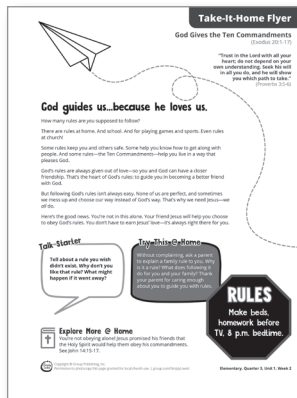 Take-It-Home Flyer
God Gives the Ten Commandments
(Exodus 20:1-17)
"Trust in the Lord with all your
heart; do not depend on your
own understanding. Seek his will
in all you do, and he will show
you which path to take."
(Proverbs 3:5-6)
God guides us...because he loves us.
How many rules are you supposed to follow?
There are rules at home. And school. And for playing games and sports. Even rules
at church!
Some rules keep you and others safe. Some help you know how to get along with
people. And some rules—the Ten Commandments—help you live in a way that
pleases God.
God's rules are always given out of love—so you and God can have a closer
friendship. That's the heart of God's rules: to guide you in becoming a better friend
with God.
But following God's rules isn't always easy. None of us are perfect, and sometimes
we mess up and choose our way instead of God's way. That's why we need Jesus—we
all do.
Here's the good news. You're not in this alone. Your friend Jesus will help you choose
to obey God's rules. You don't have to earn Jesus' love—it's always right there for you.
Talk-Starter
Tell about a rule you wish
didn't exist. Why don't you
like that rule? What might
happen if it went away?
Try This @ Home
Without complaining, ask a parent
to explain a family rule to you. Why
is it a rule? What does following it
do for you and your family? Thank
your parent for caring enough
about you to guide you with rules.
RULES
Make beds,
homework before
TV, 8 p.m. bedtime.
Explore More @ Home
You're not obeying alone! Jesus promised his friends that
the Holy Spirit would help them obey his commandments.
See John 14:15-17.
Elementary, Quarter 3, Unit 1, Week 2